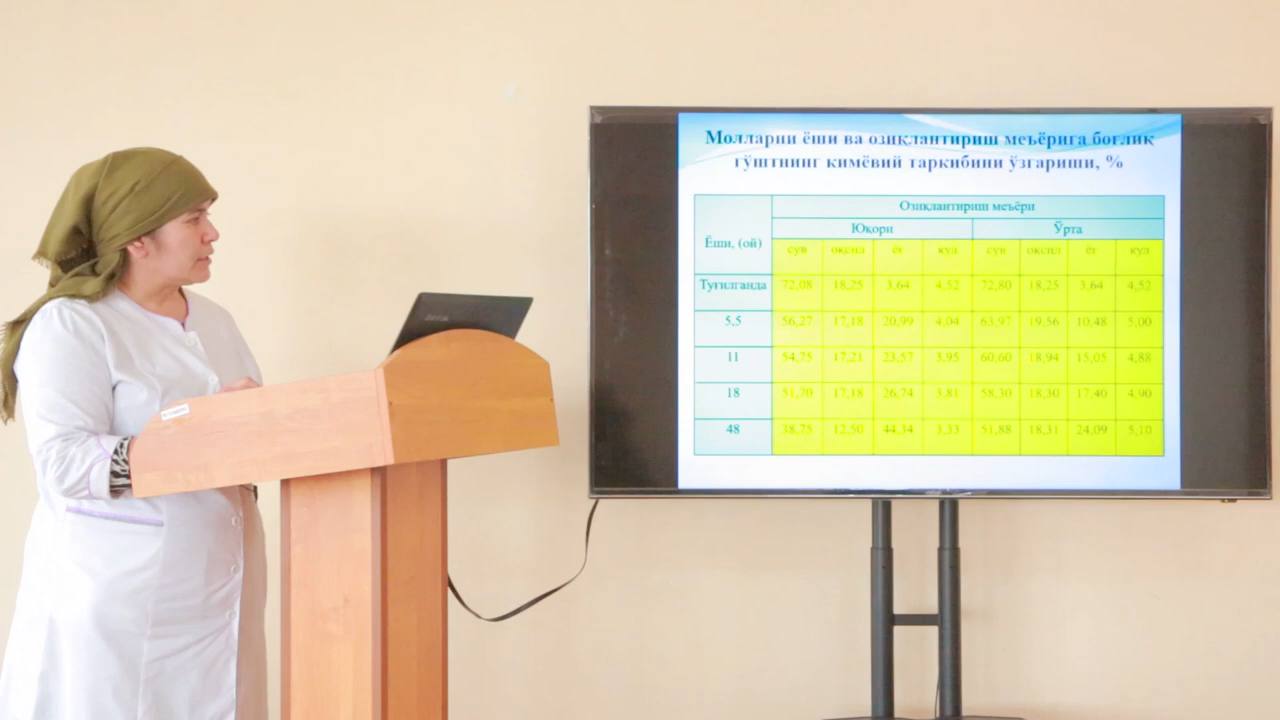 Молларни ёши ва озиқлантириш меъёрига боғлиқ
гўштнинг кимёвий таркибини ўзгариши, %
Ёши, (ой) Озиқлантириш меъёри
Юқори Ўрта
сув оқсил ёғ кул сув оқсил ёғ кул
Туғилганда 72,08 18,25 3,64 4,52 72,80 18,25 3,64 4,52
5,5 56,27 17,18 20,99 4,04 63,97 19,56 10,48 5,00
11 54,75 17,21 23,57 3,95 60,60 18,94 15,05 4,88
18 51,70 17,18 26,74 3,81 58,30 18,30 17,40 4,90
48 38,75 12,50 44,34 3,33 51,88 18,31 24,09 5,10